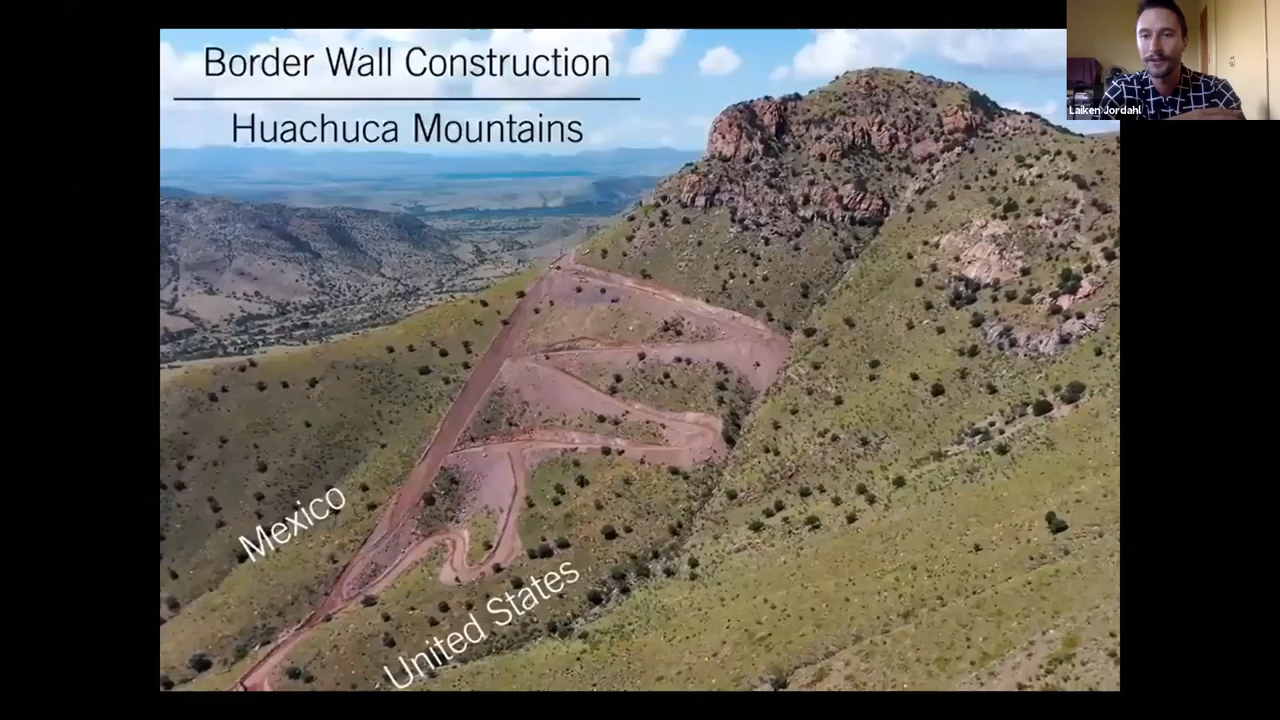 Border Wall Construction
Huachuca Mountains
Laiken Jordahl
Mexico
United States